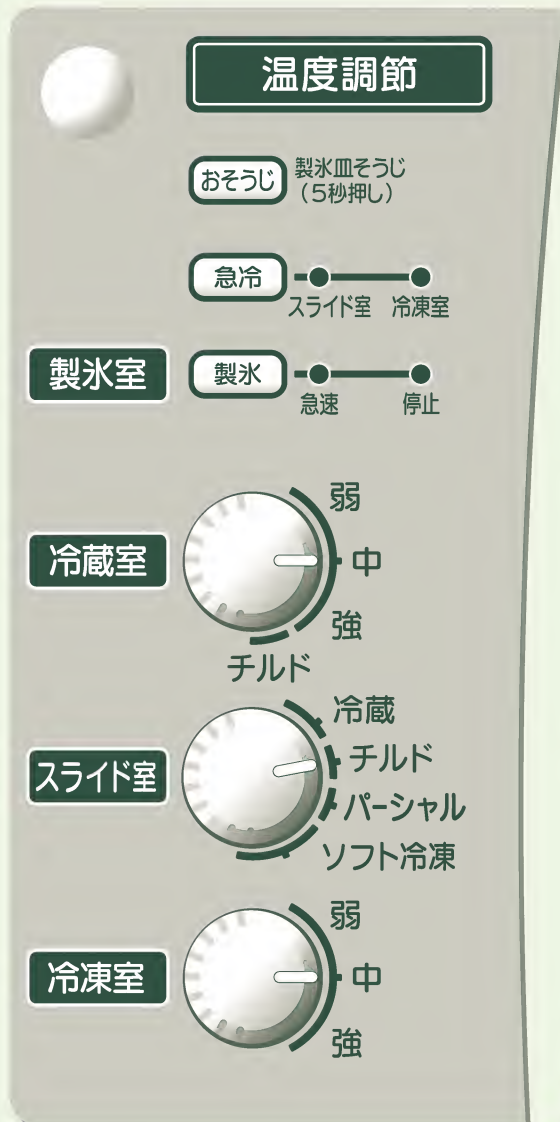 温度調節
おそうじ
製氷皿そうじ
（5秒押し）
急冷
スライド室 冷凍室
製氷室
製氷
急速 停止
冷蔵室
弱
中
強
チルド
スライド室
冷蔵
チルド
パーシャル
ソフト冷凍
冷凍室
弱
中
強